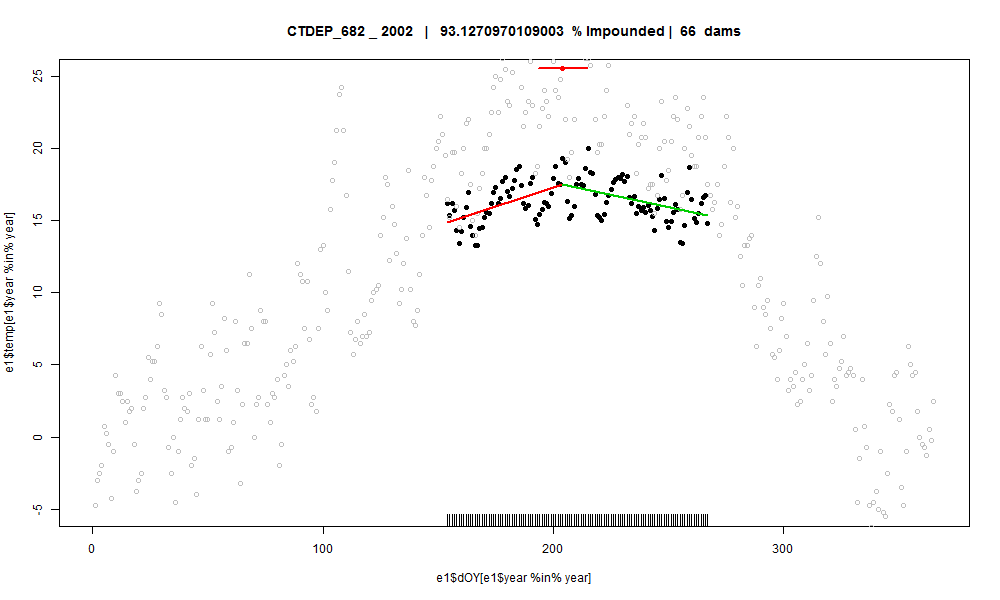 CTDEP_682 _ 2002 | 93.1270970109003 % Impounded | 66 dams
e1$temp[e1$year %in% year]
25
20
15
10
5
0
-5
0 100 200 300
e1$dOY[e1$year %in% year]